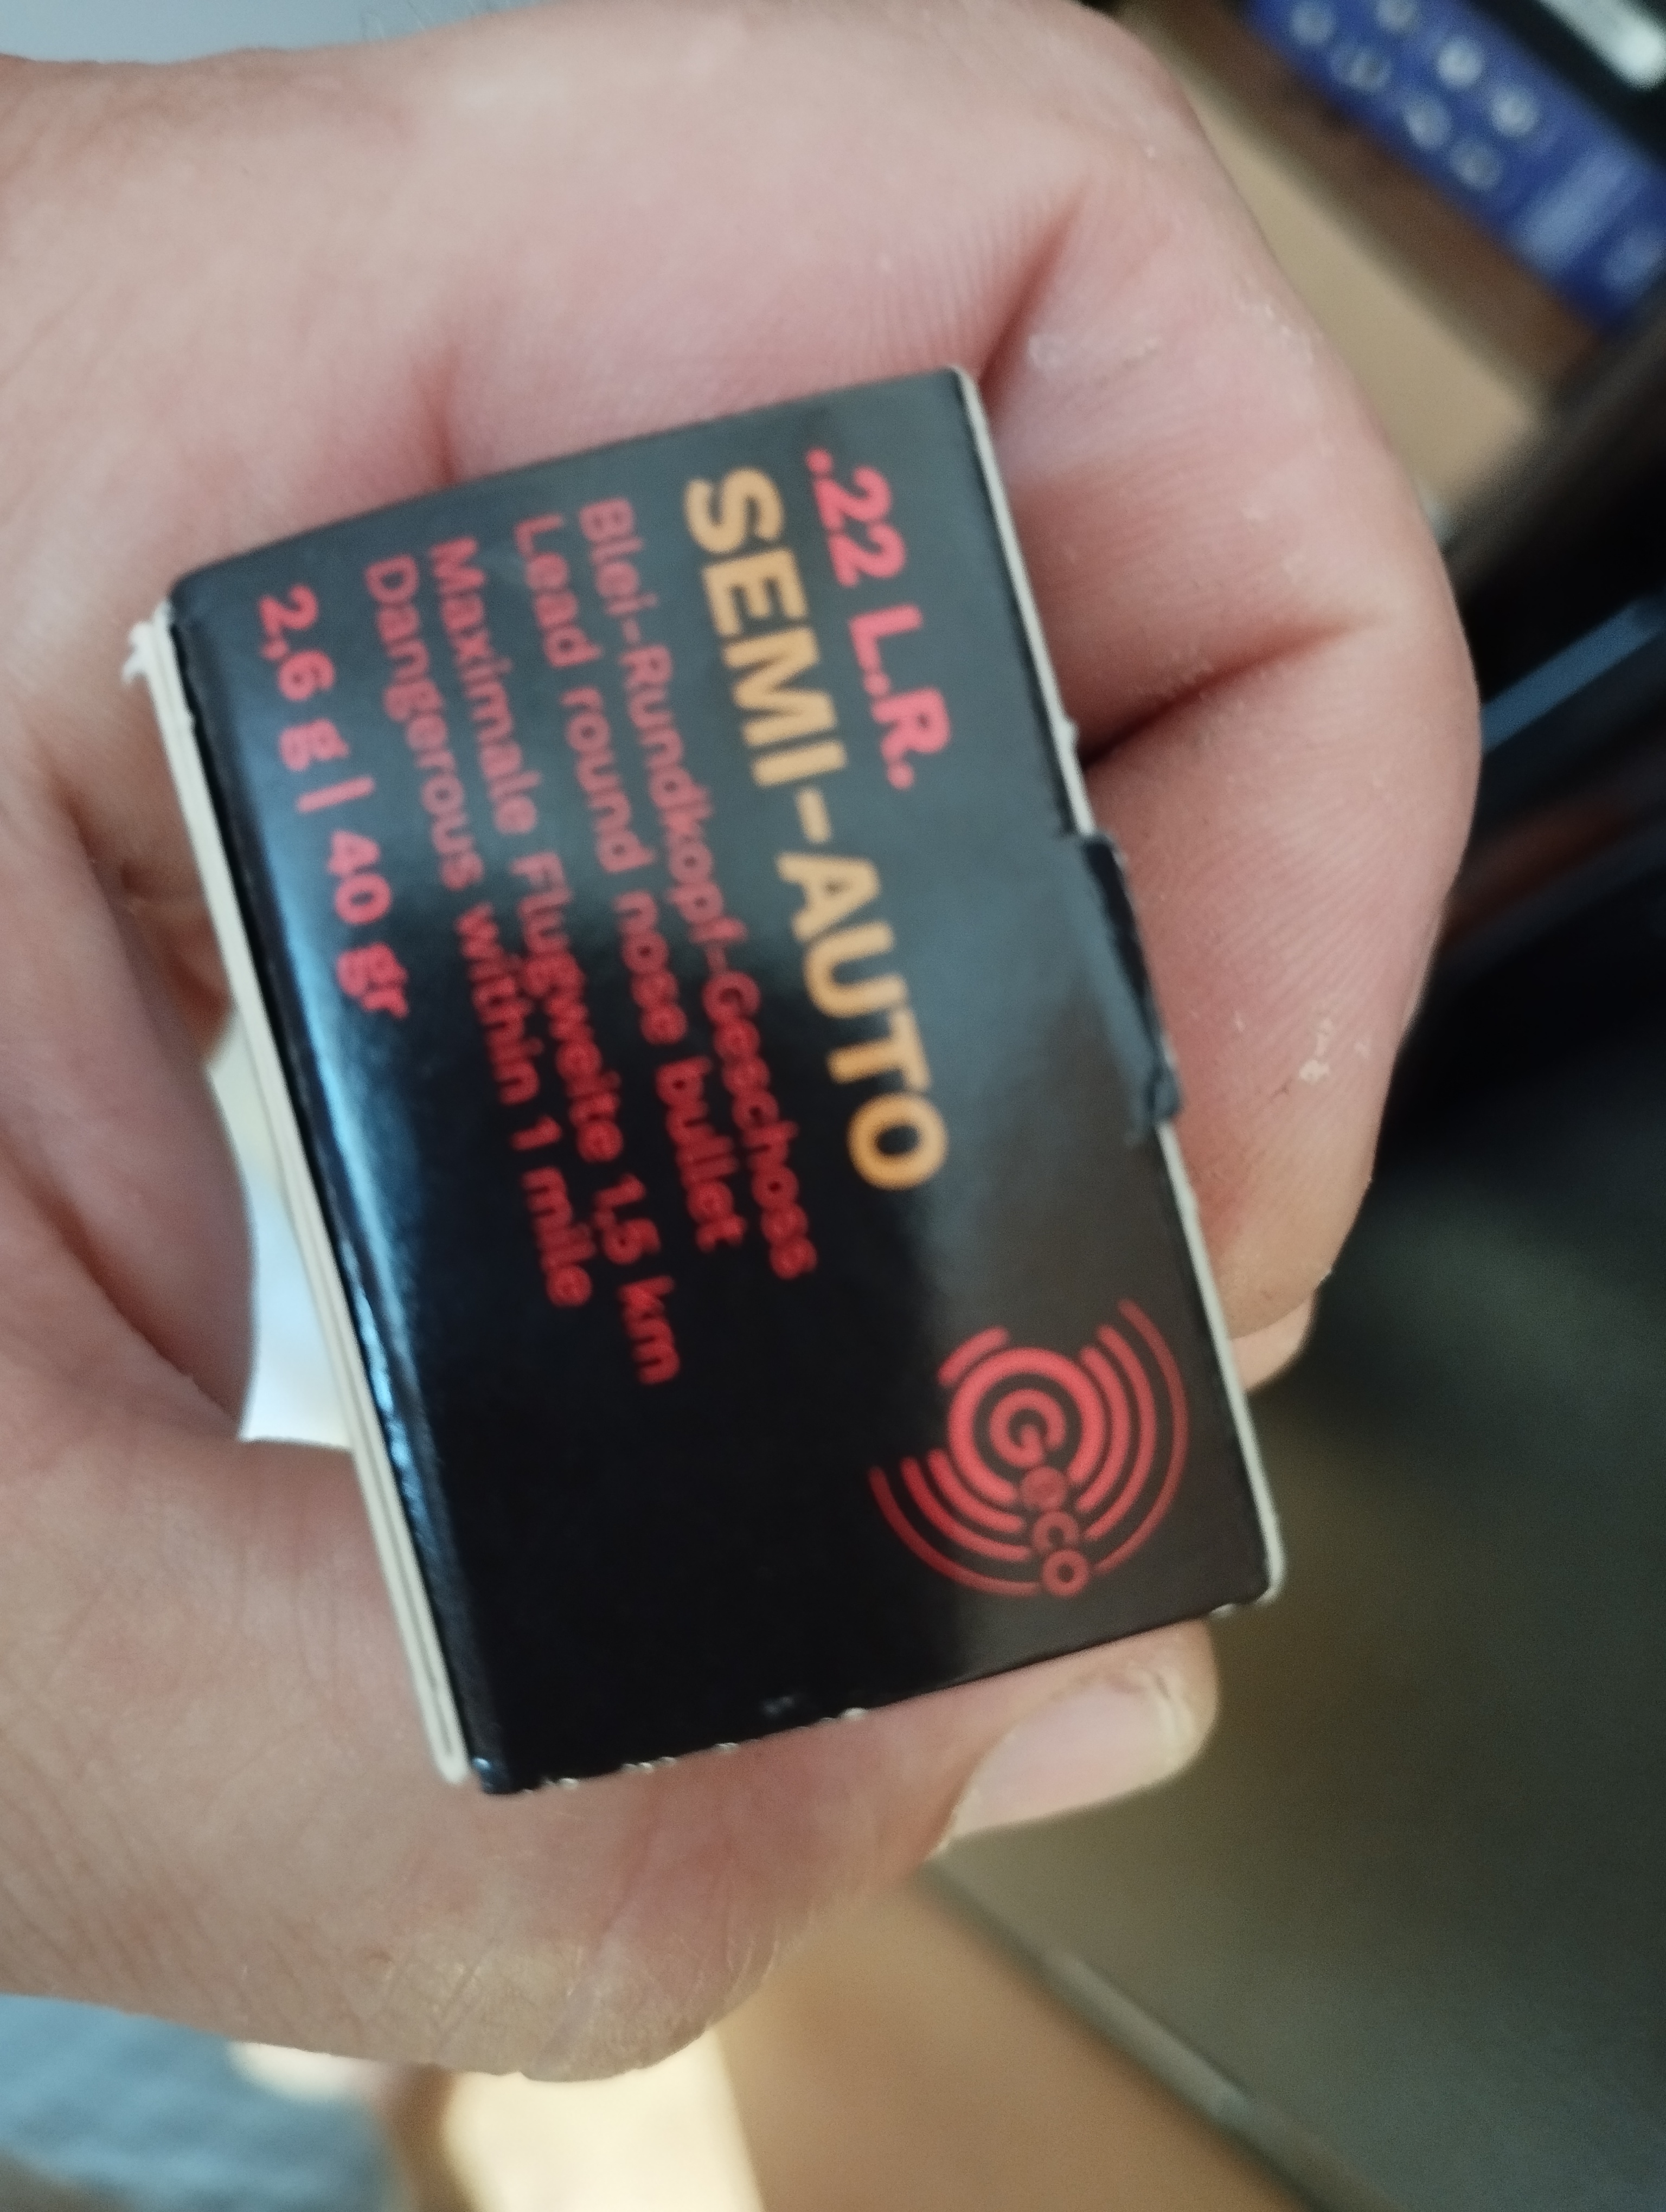 .22 L.R.
SEMI-AUTO
Blei-Rundkopf-Geschoss
Lead round nose bullet
Maximale Flugweite 1,5 km
Dangerous within 1 mile
2,6 g | 40 gr
Geco